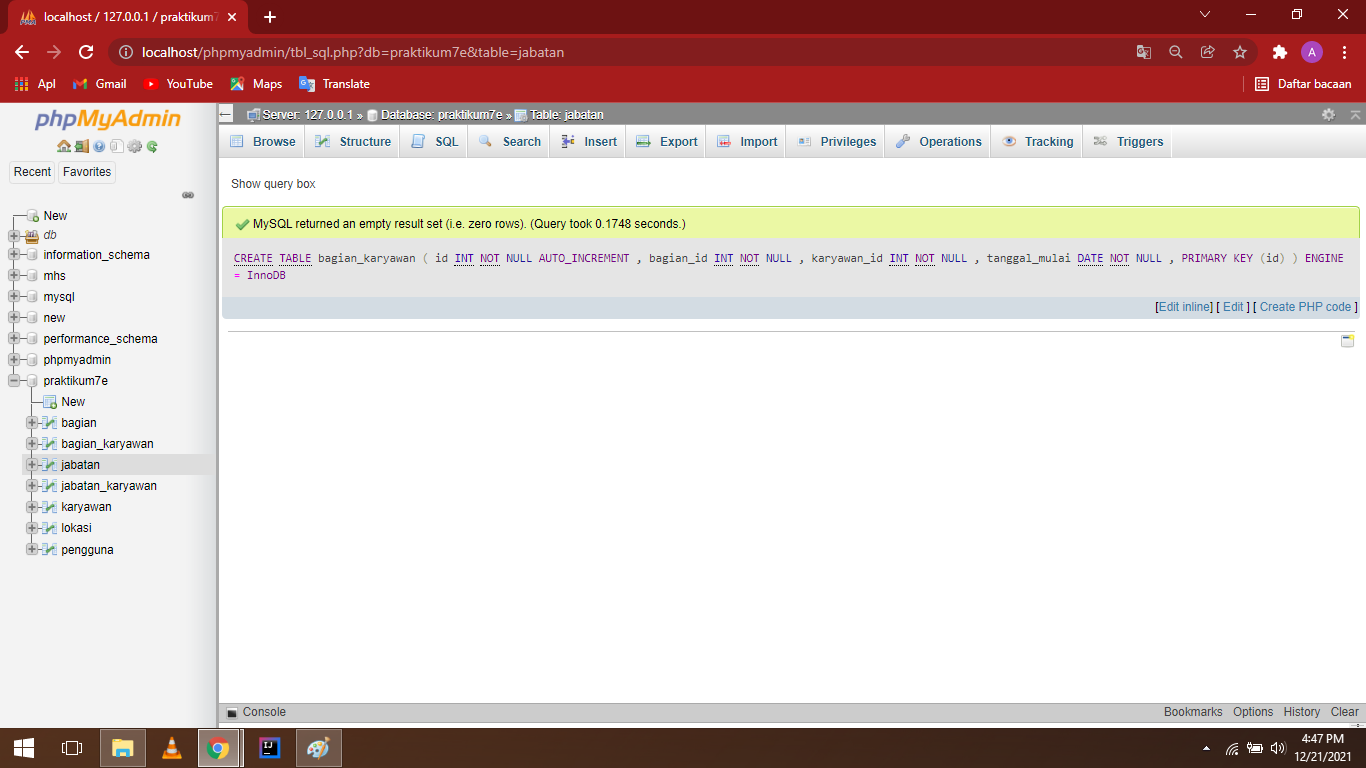 localhost / 127.0.0.1 / praktikum7
localhost/phpmyadmin/tbl_sql.php?db=praktikum7e&table=jabatan
A
Apl
Gmail
YouTube
Maps
Translate
Daftar bacaan
phpMyAdmin
Recent
Favorites
New
db
information_schema
mhs
mysql
new
performance_schema
phpmyadmin
praktikum7e
New
bagian
bagian_karyawan
jabatan
jabatan_karyawan
karyawan
lokasi
pengguna
Server: 127.0.0.1 » Database: praktikum7e » Table: jabatan
Browse
Structure
SQL
Search
Insert
Export
Import
Privileges
Operations
Tracking
Triggers
Show query box
MySQL returned an empty result set (i.e. zero rows). (Query took 0.1748 seconds.)
CREATE TABLE bagian_karyawan ( id INT NOT NULL AUTO_INCREMENT , bagian_id INT NOT NULL , karyawan_id INT NOT NULL , tanggal_mulai DATE NOT NULL , PRIMARY KEY (id) ) ENGINE
= InnoDB
[Edit inline] [ Edit ] [ Create PHP code ]
Console
Bookmarks
Options
History
Clear
IJ
4:47 PM
12/21/2021